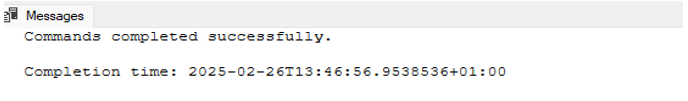 Messages
Commands completed successfully.
Completion time: 2025-02-26T13:46:56.9538536+01:00